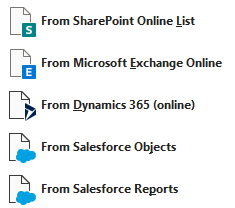 S
From SharePoint Online List
E
From Microsoft Exchange Online
From Dynamics 365 (online)
From Salesforce Objects
From Salesforce Reports